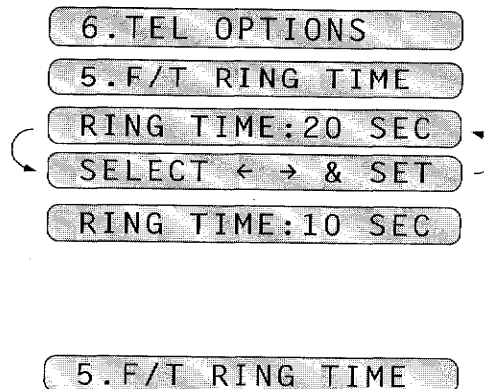 6.TEL OPTIONS
5.F/T RING TIME
RING TIME:20 SEC
SELECT ← → & SET
RING TIME:10 SEC
5.F/T RING TIME